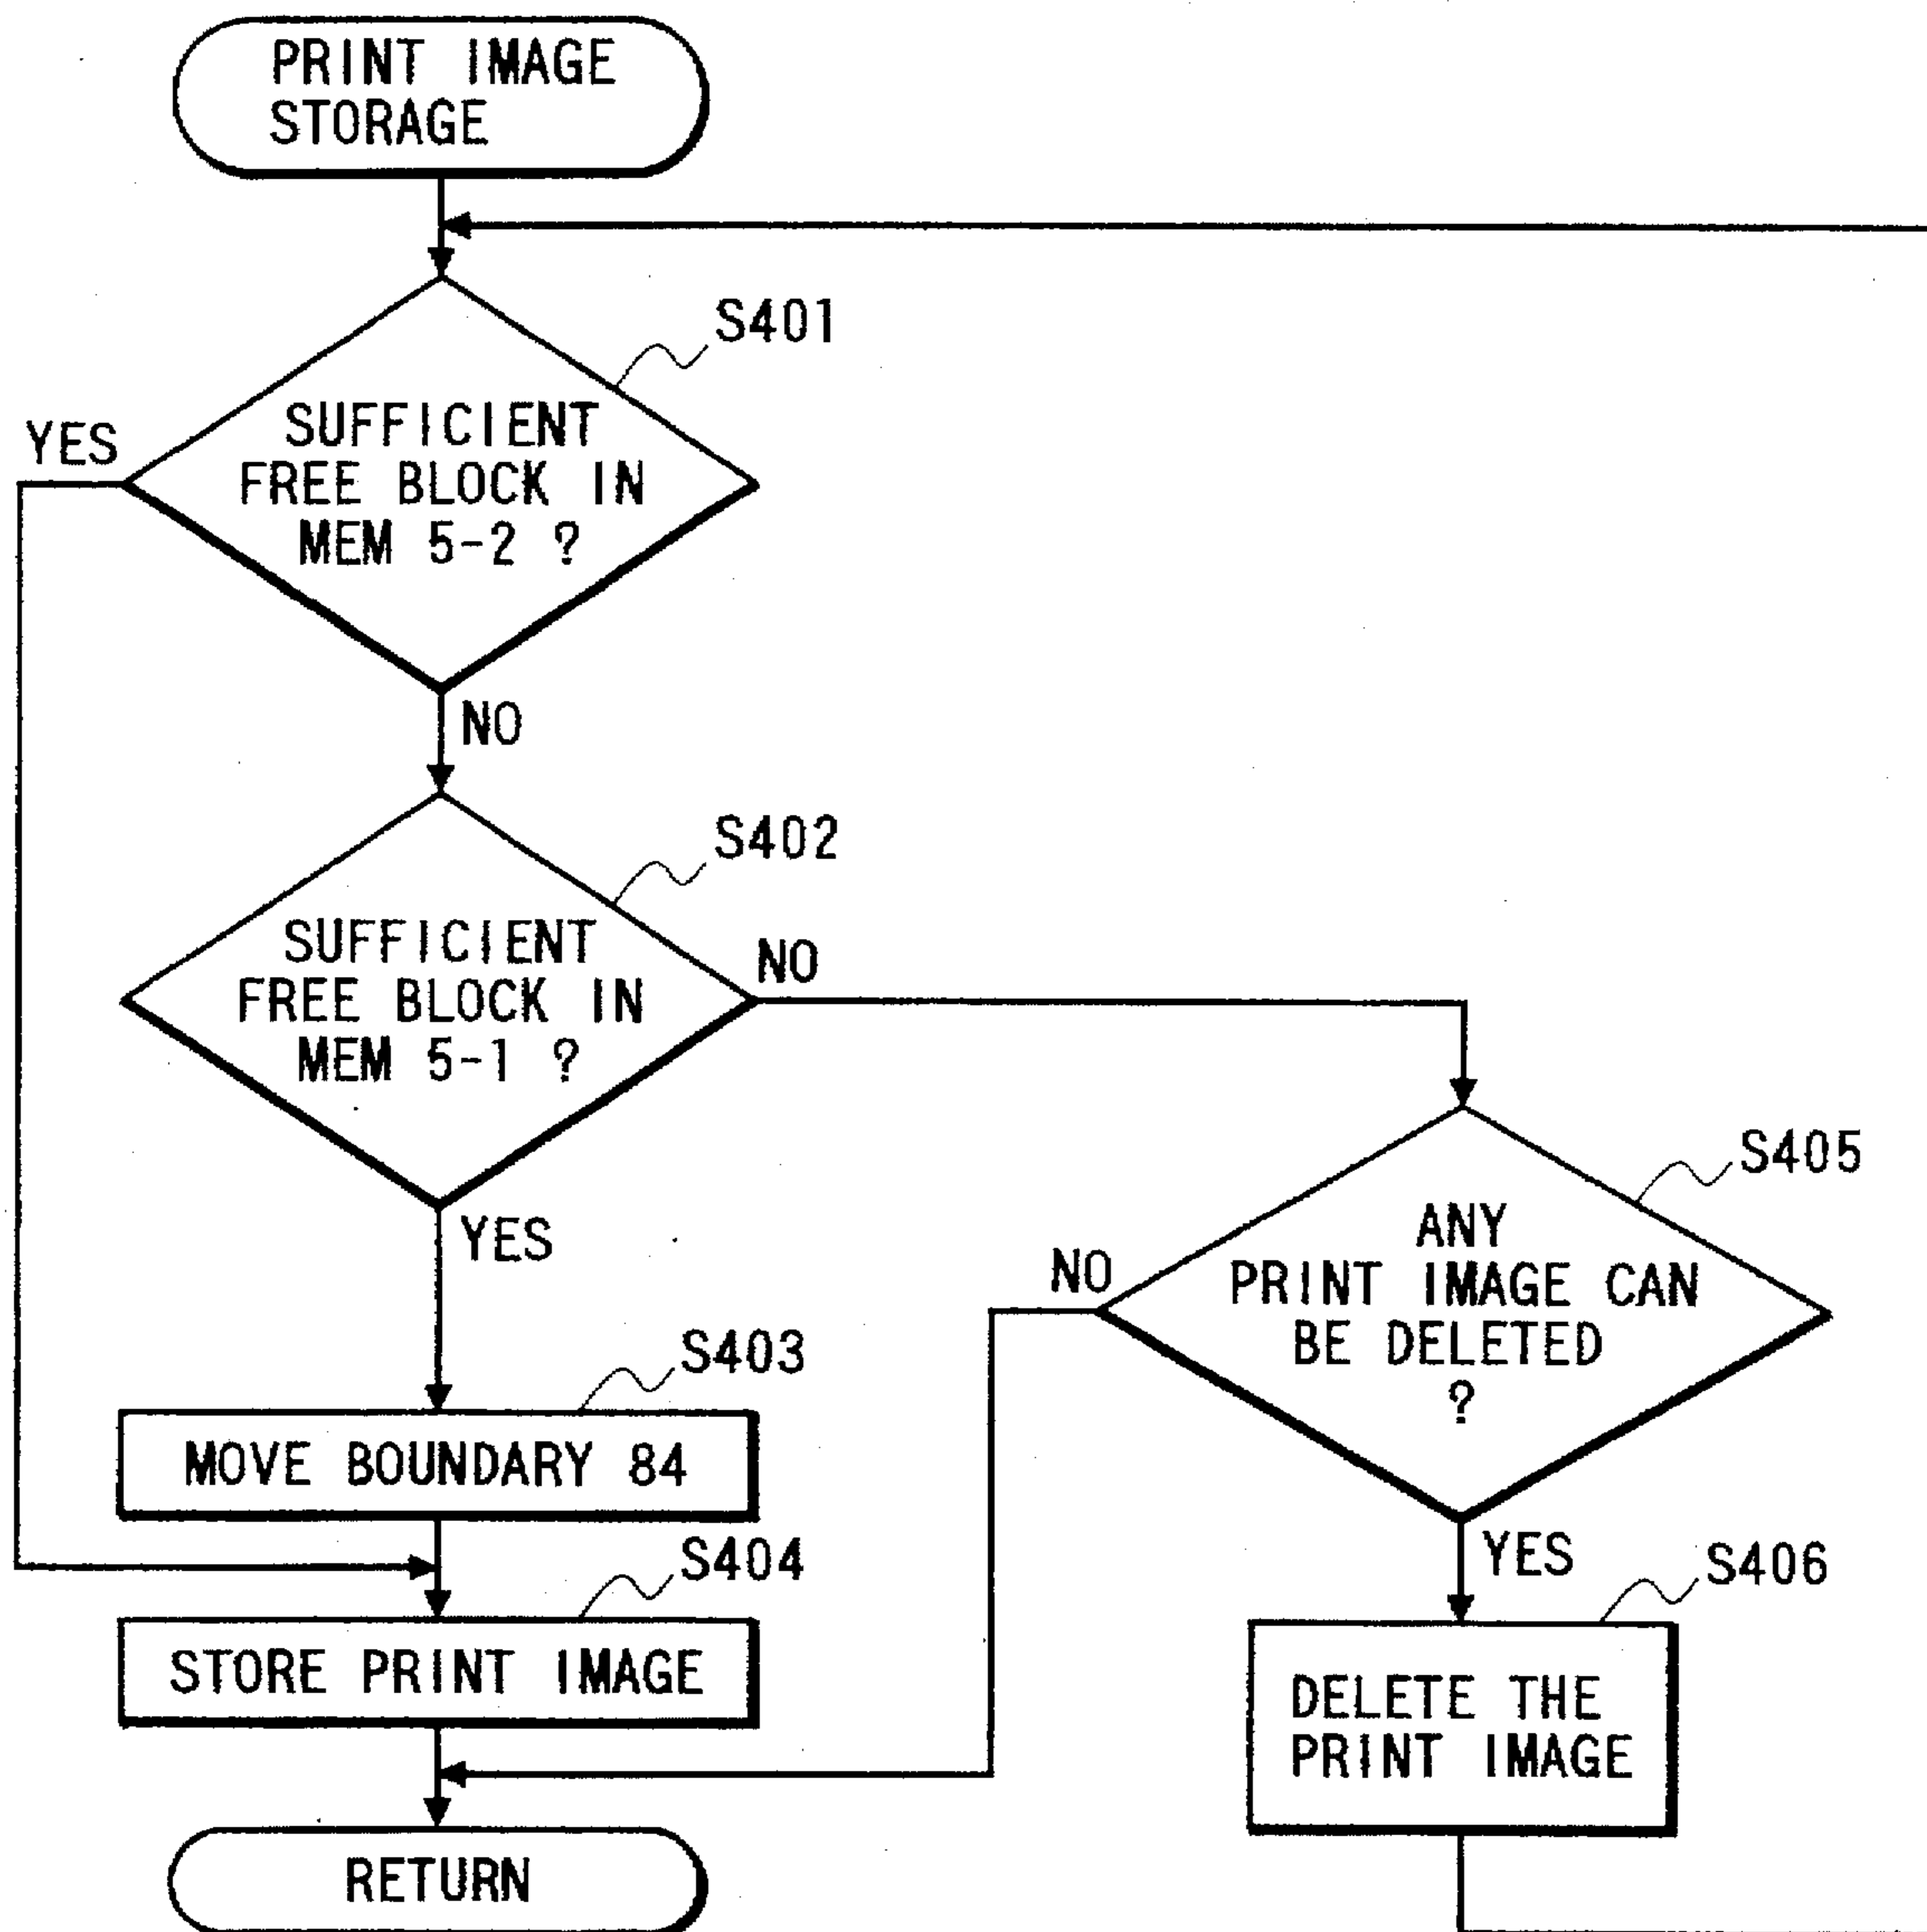 PRINT IMAGE
STORAGE
S401
YES
SUFFICIENT
FREE BLOCK IN
MEM 5-2 ?
NO
S402
SUFFICIENT
FREE BLOCK IN
MEM 5-1 ?
NO
YES
S405
ANY
PRINT IMAGE CAN
BE DELETED
?
NO
YES
S403
MOVE BOUNDARY 84
S404
STORE PRINT IMAGE
S406
DELETE THE
PRINT IMAGE
RETURN